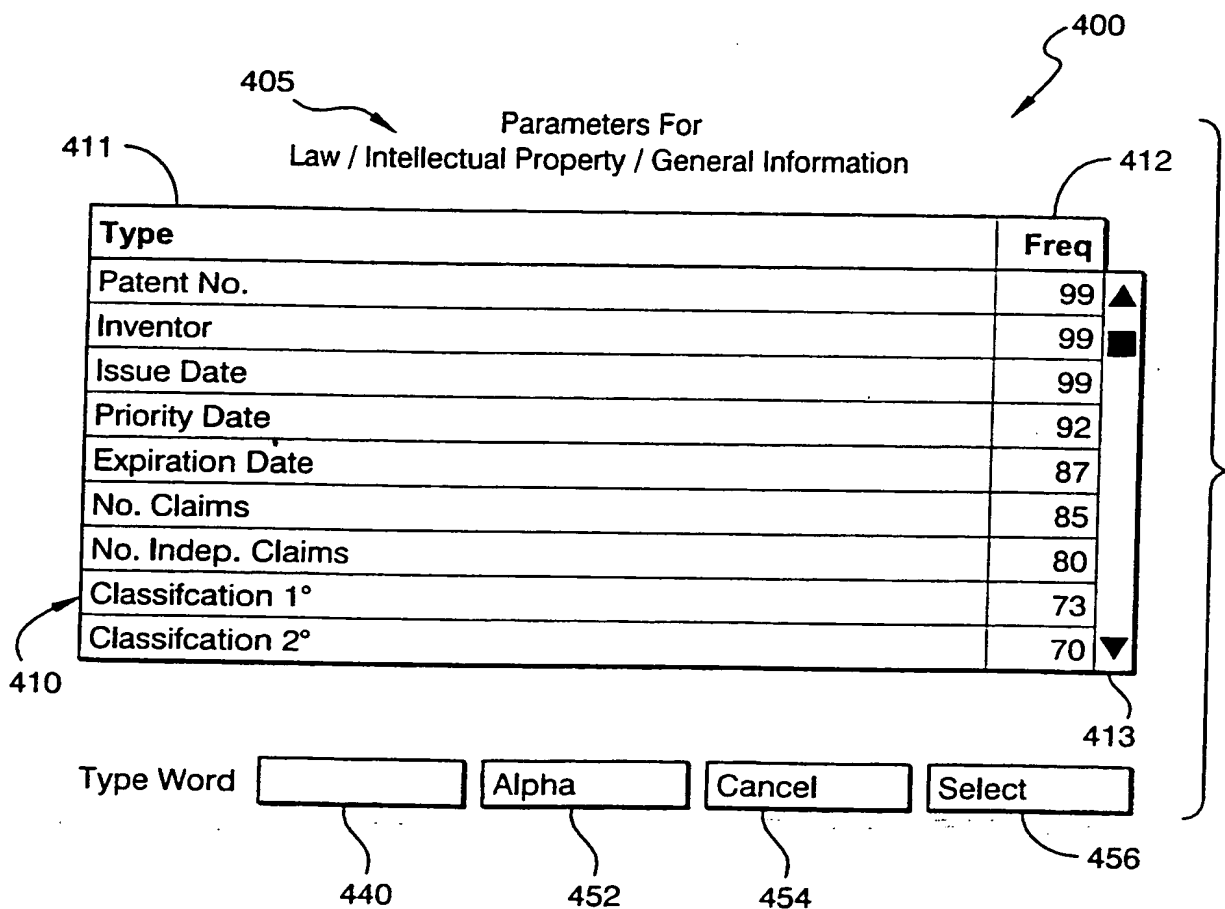 400
405
Parameters For
Law / Intellectual Property / General Information
411
412
Type Freq
Patent No. 99
Inventor 99
Issue Date 99
Priority Date 92
Expiration Date 87
No. Claims 85
No. Indep. Claims 80
Classifcation 1° 73
Classifcation 2° 70
410
413
Type Word Alpha Cancel Select
440 452 454 456